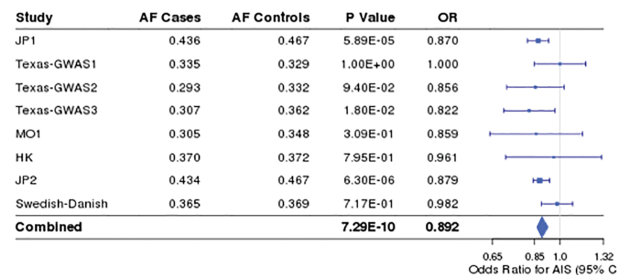 Study AF Cases AF Controls P Value OR
JP1 0.436 0.467 5.89E-05 0.870
Texas-GWAS1 0.335 0.329 1.00E+00 1.000
Texas-GWAS2 0.293 0.332 9.40E-02 0.856
Texas-GWAS3 0.307 0.362 1.80E-02 0.822
MO1 0.305 0.348 3.09E-01 0.859
HK 0.370 0.372 7.95E-01 0.961
JP2 0.434 0.467 6.30E-06 0.879
Swedish-Danish 0.365 0.369 7.17E-01 0.982
Combined 7.29E-10 0.892
0.65 0.85 1.0 1.32
Odds Ratio for AIS (95% C